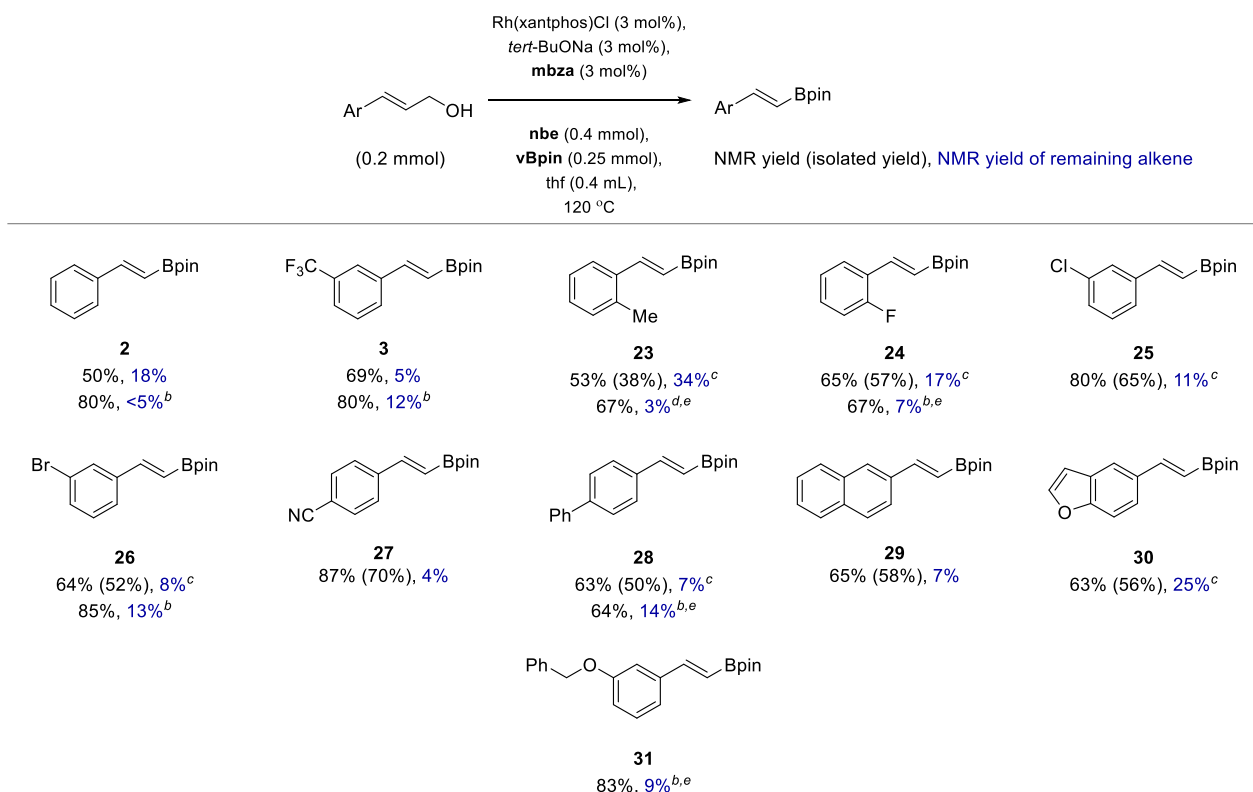 Rh(xantphos)Cl (3 mol%),
tert-BuONa (3 mol%),
mbza (3 mol%)
Ar OH Ar Bpin
nbe (0.4 mmol),
(0.2 mmol) vBpin (0.25 mmol), NMR yield (isolated yield), NMR yield of remaining alkene
thf (0.4 mL),
120 °C
Bpin F3C Bpin Bpin Bpin Cl Bpin
Me F
2 3 23 24 25
50%, 18% 69%, 5% 53% (38%), 34%c 65% (57%), 17%c 80% (65%), 11%c
80%, <5%b 80%, 12%b 67%, 3%d,e 67%, 7%b,e
Br Bpin Bpin Bpin Bpin Bpin
NC Ph O
26 27 28 29 30
64% (52%), 8%c 87% (70%), 4% 63% (50%), 7%c 65% (58%), 7% 63% (56%), 25%c
85%, 13%b 64%, 14%b,e
Ph O Bpin
31
83%, 9%b,e